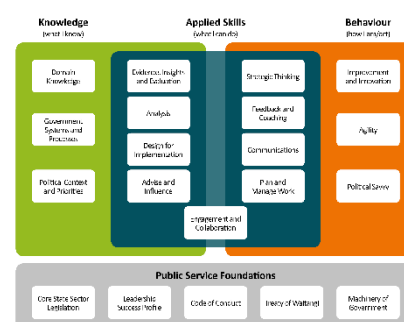 Knowledge
(what I know)
Applied Skills
(what I can do)
Behaviour
(how I am/act)
Domain
Knowledge
Government
Systems and
Processes
Political Context
and Priorities
Evidence, Insights
and Evaluation
Analysis
Design for
Implementation
Advise and
Influence
Strategic Thinking
Feedback and
Coaching
Communications
Plan and
Manage Work
Engagement and
Collaboration
Improvement
and Innovation
Agility
Political Savvy
Public Service Foundations
Core State Sector
Legislation
Leadership
Success Profile
Code of Conduct
Treaty of Waitangi
Machinery of
Government